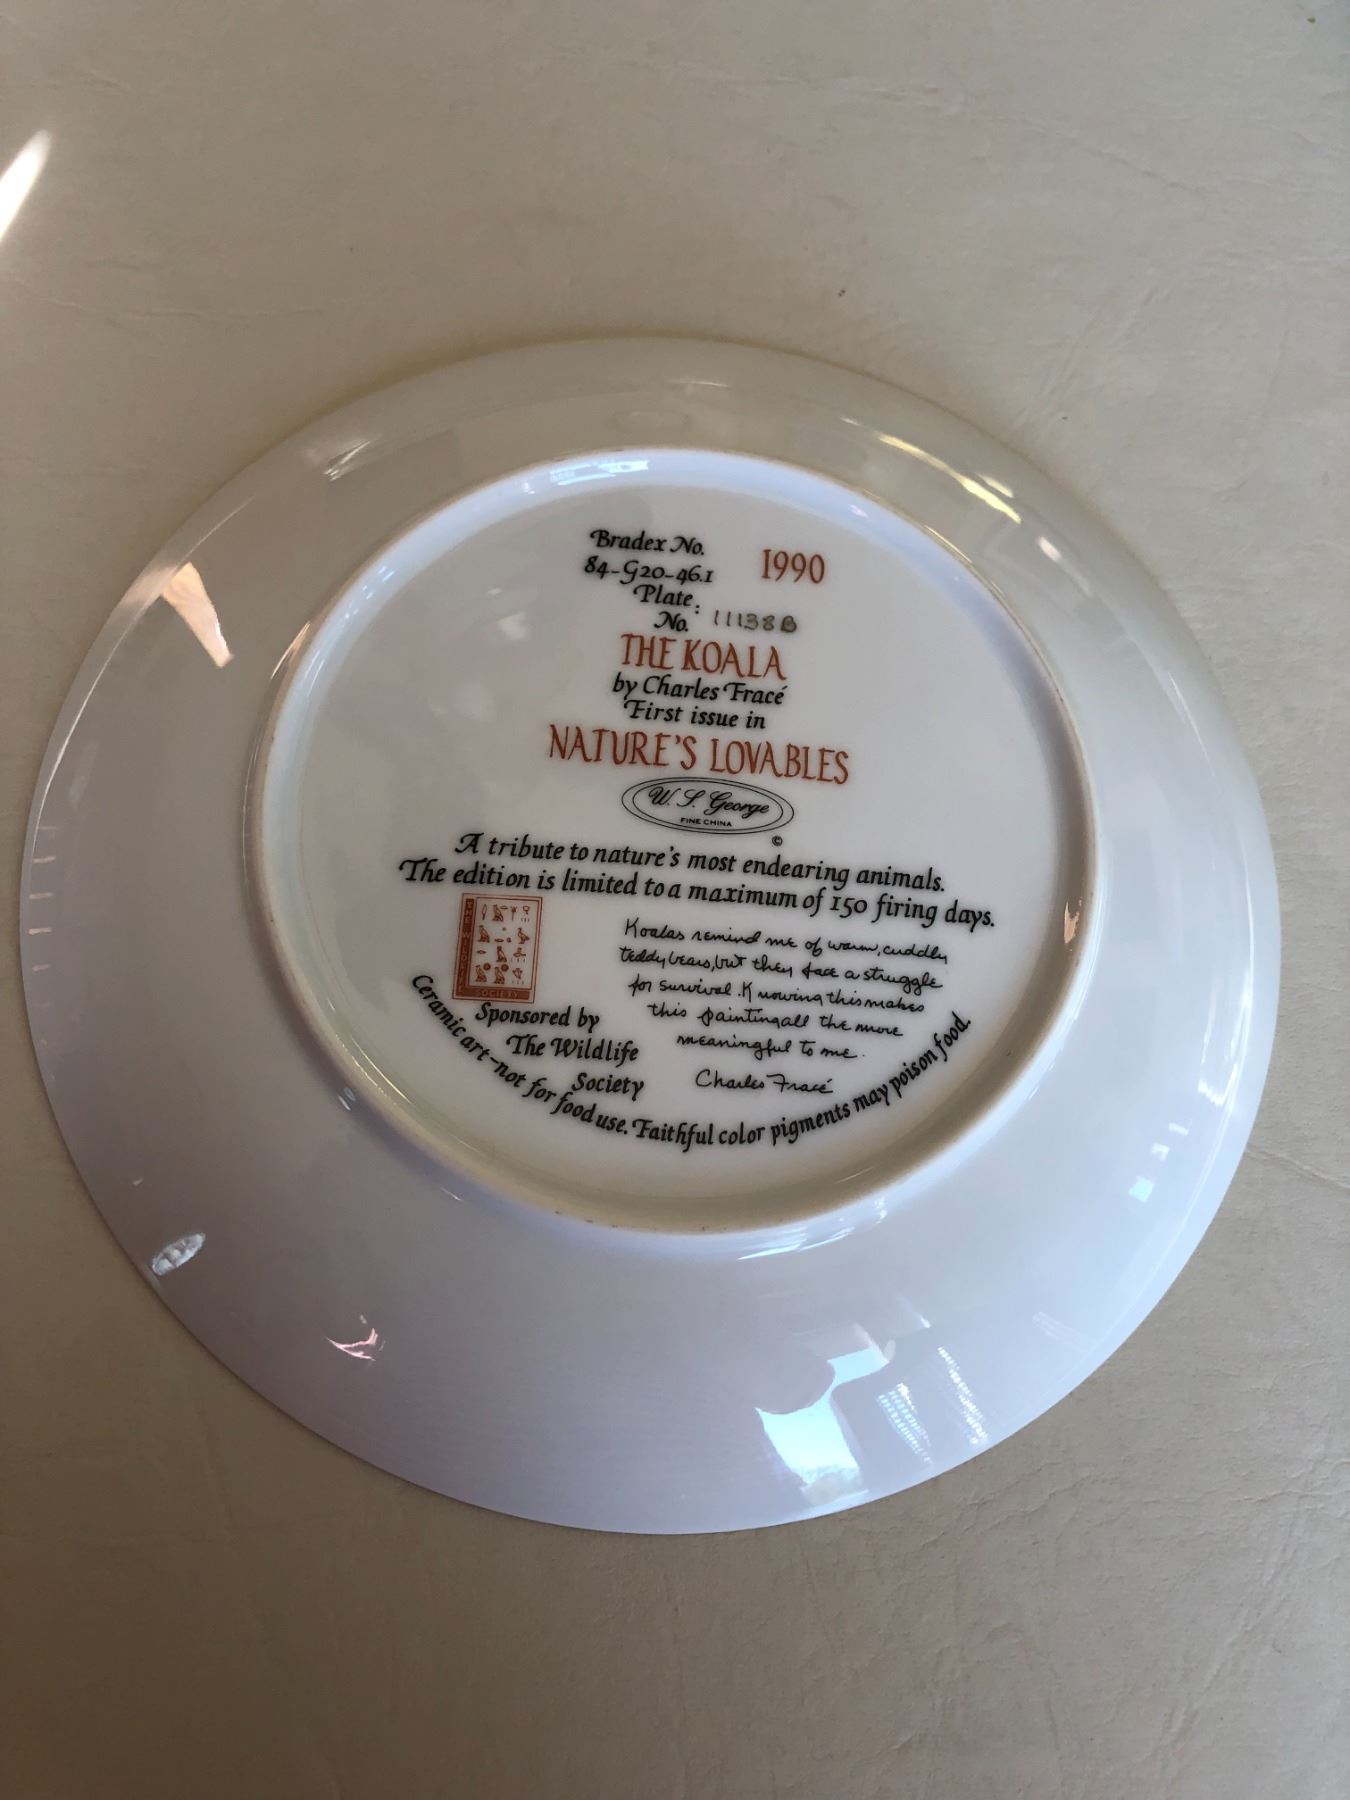 Bradex No.
84-G20-46.1
1990
Plate
No. : 11138B
THE KOALA
by Charles Fracé
First issue in
NATURE'S LOVABLES
W. S. George
FINE CHINA
©
A tribute to nature's most endearing animals.
The edition is limited to a maximum of 150 firing days.
THE WILDLIFE
SOCIETY
Sponsored by
The Wildlife
Society
Koalas remind me of warm, cuddly
teddy bears, but they face a struggle
for survival. Knowing this makes
this painting all the more
meaningful to me.
Charles Fracé
Ceramic art-not for food use. Faithful color pigments may poison food.